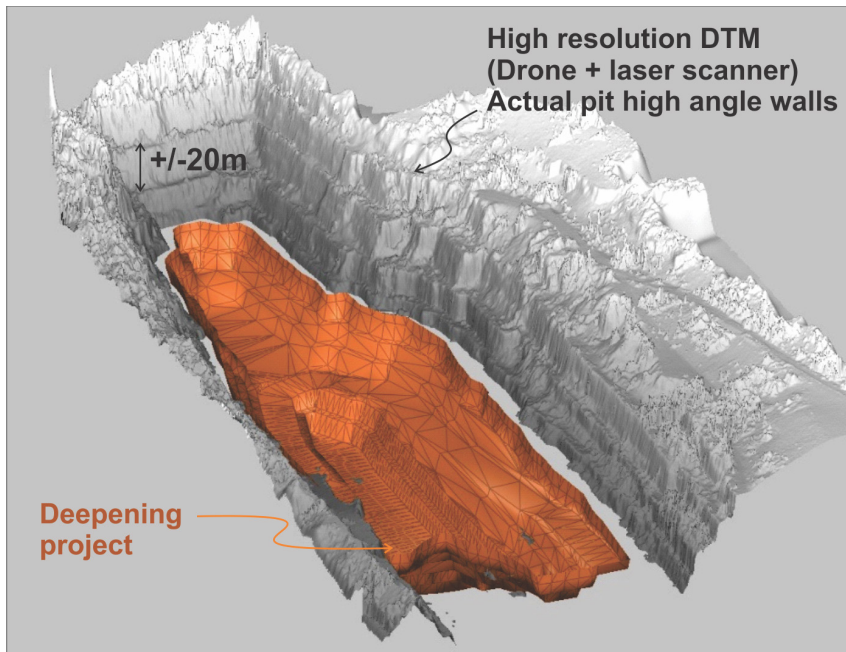 High resolution DTM
(Drone + laser scanner)
Actual pit high angle walls
+/-20m
Deepening
project